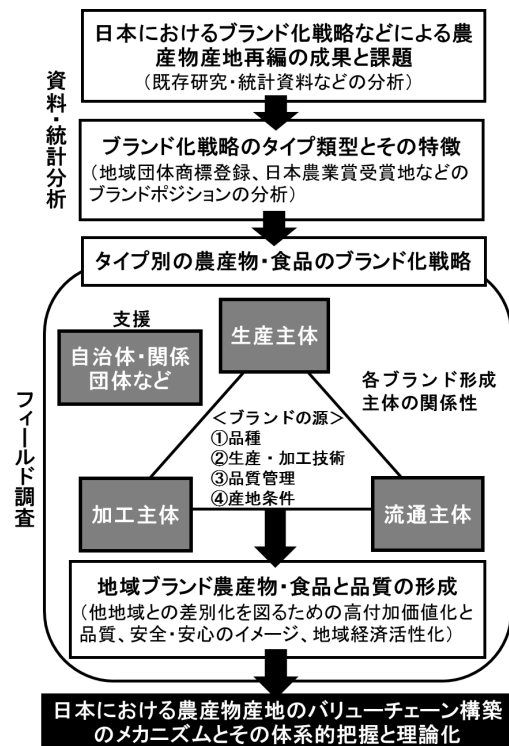 日本におけるブランド化戦略などによる農
産物産地再編の成果と課題
（既存研究・統計資料などの分析）
資料・統計分析
ブランド化戦略のタイプ類型とその特徴
（地域団体商標登録、日本農業賞受賞地などの
ブランドポジションの分析）
タイプ別の農産物・食品のブランド化戦略
フィールド調査
支援
自治体・関係
団体など
生産主体
各ブランド形成
主体の関係性
＜ブランドの源＞
①品種
②生産・加工技術
③品質管理
④産地条件
加工主体
流通主体
地域ブランド農産物・食品と品質の形成
（他地域との差別化を図るための高付加価値化と
品質、安全・安心のイメージ、地域経済活性化）
日本における農産物産地のバリューチェーン構築
のメカニズムとその体系的把握と理論化